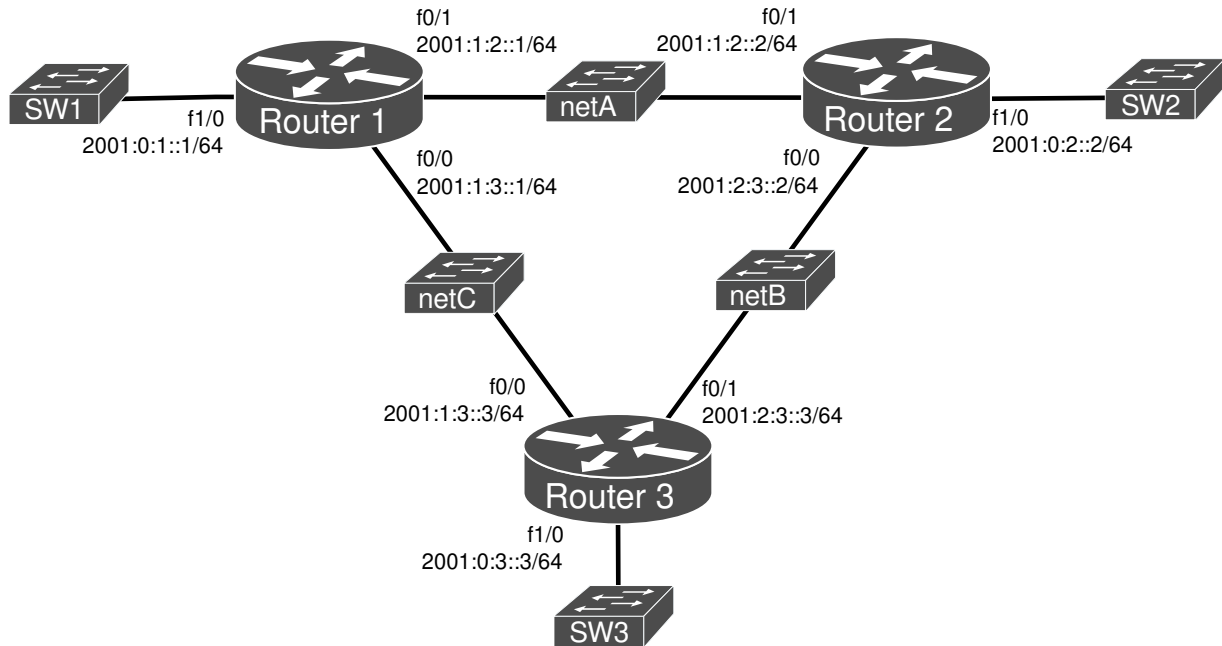 f0/1
2001:1:2::1/64
f0/1
2001:1:2::2/64
SW1
Router 1
netA
Router 2
SW2
f1/0
2001:0:1::1/64
f1/0
2001:0:2::2/64
f0/0
2001:1:3::1/64
f0/0
2001:2:3::2/64
netC
netB
f0/0
2001:1:3::3/64
f0/1
2001:2:3::3/64
Router 3
f1/0
2001:0:3::3/64
SW3